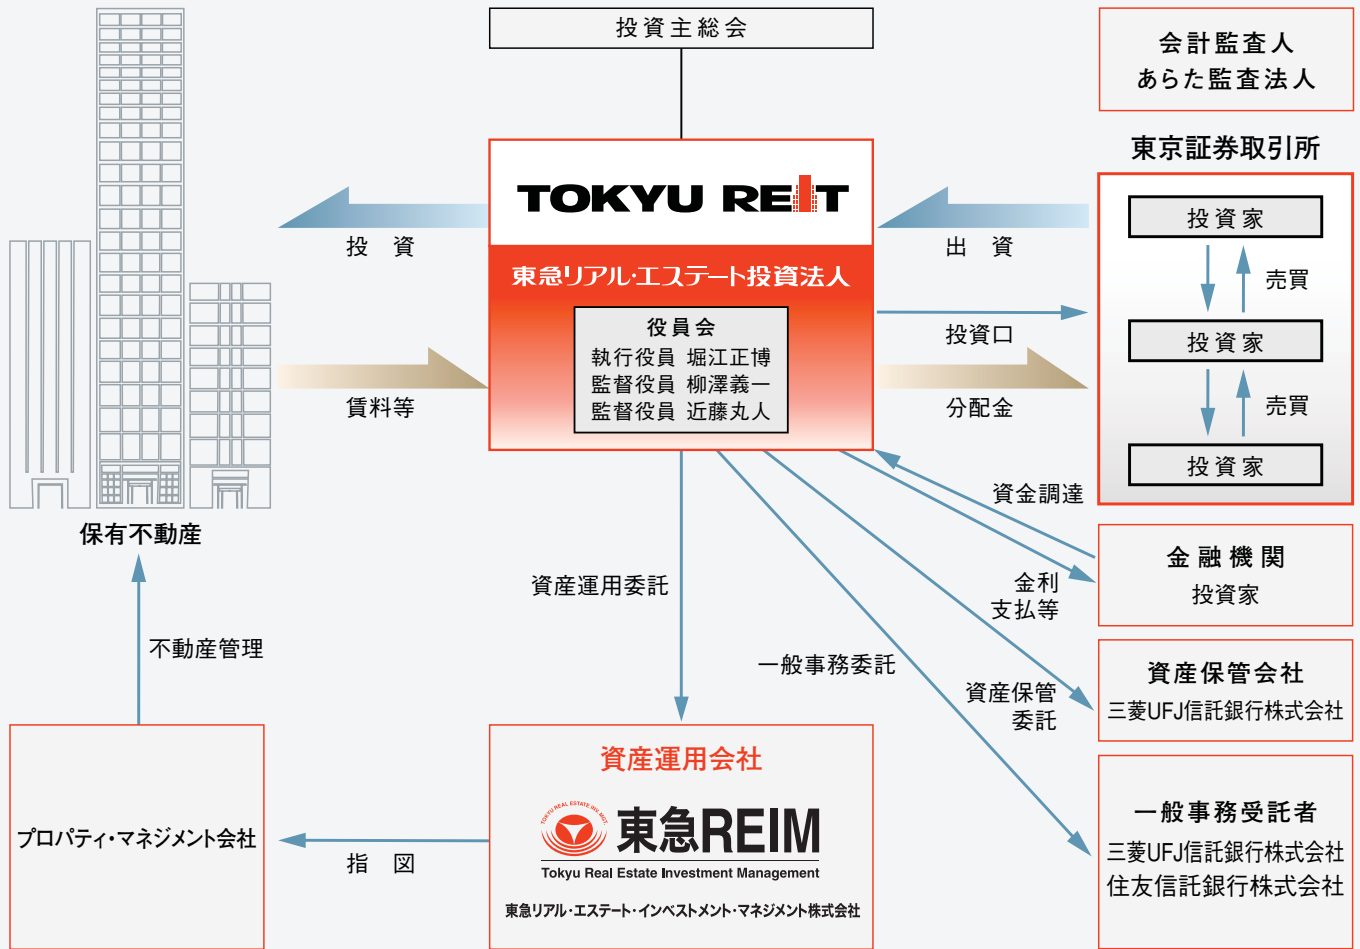 投資主総会
会計監査人
あらた監査法人
東京証券取引所
TOKYU REIT
東急リアル・エステート投資法人
役員会
執行役員 堀江正博
監督役員 柳澤義一
監督役員 近藤丸人
投資
賃料等
出資
投資口
分配金
投資家
売買
投資家
売買
投資家
保有不動産
資金調達
金利
支払等
金融機関
投資家
資産運用委託
一般事務委託
資産保管
委託
資産保管会社
三菱UFJ信託銀行株式会社
不動産管理
プロパティ・マネジメント会社
指図
資産運用会社
TOKYU REAL ESTATE INV. MGT.
東急REIM
Tokyu Real Estate Investment Management
東急リアル・エステート・インベストメント・マネジメント株式会社
一般事務受託者
三菱UFJ信託銀行株式会社
住友信託銀行株式会社